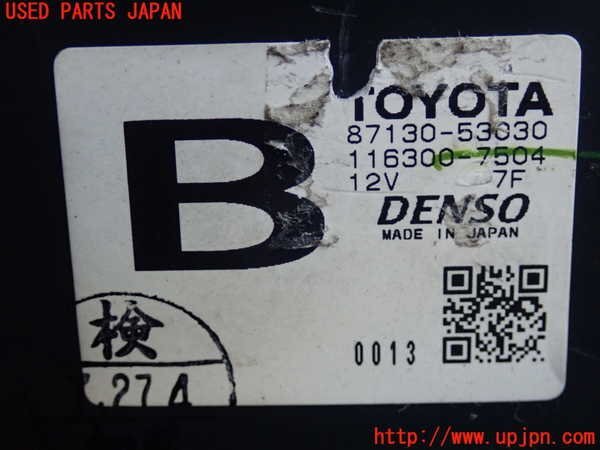 USED PARTS JAPAN
TOYOTA
87130-53030
116300-7504
12V 7F
B
DENSO
MADE IN JAPAN
0013
検
.27 A
http://www.upjpn.com